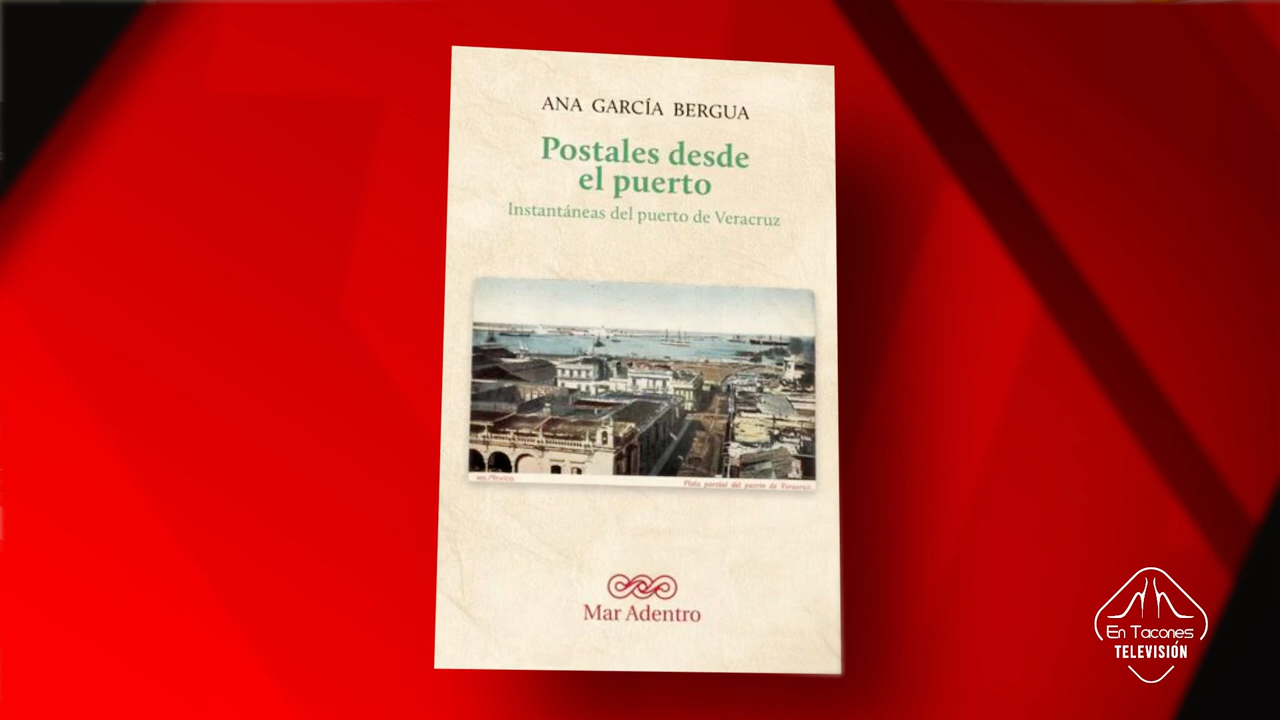 ANA GARCÍA BERGUA
Postales desde
el puerto
Instantáneas del puerto de Veracruz
México
Vista parcial del puerto de Veracruz.
Mar Adentro
En Tacones
TELEVISIÓN